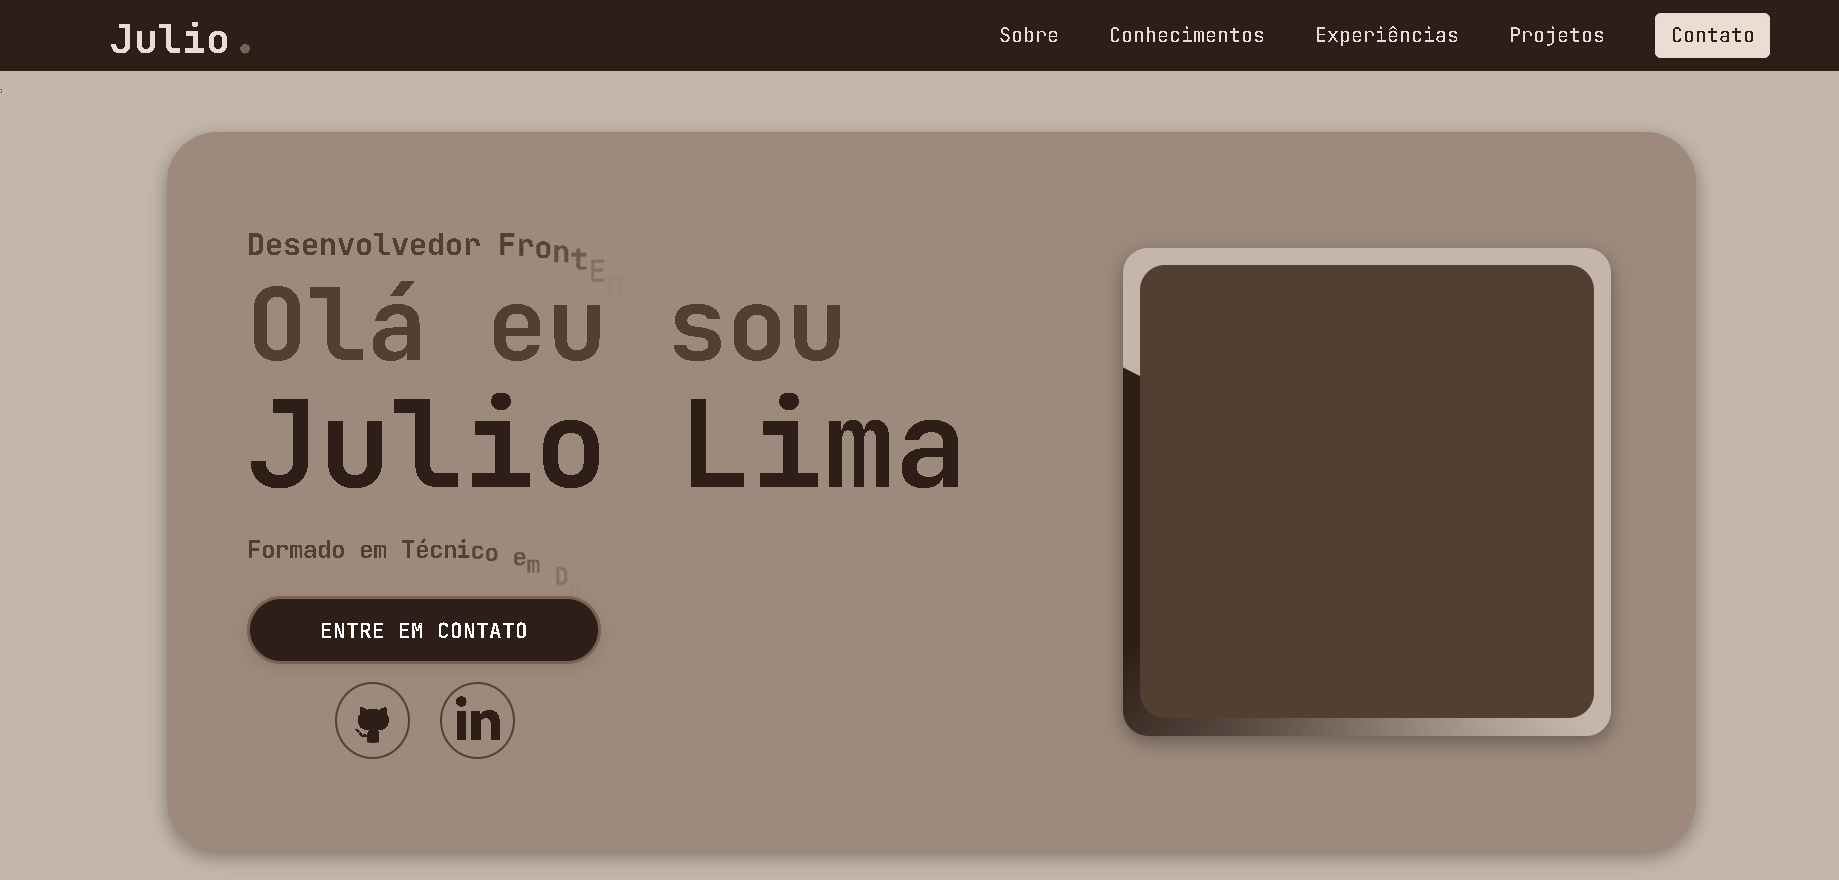 Julio.
Sobre Conhecimentos Experiências Projetos Contato
Desenvolvedor FrontEn
Olá eu sou
Julio Lima
Formado em Técnico em D
ENTRE EM CONTATO
in